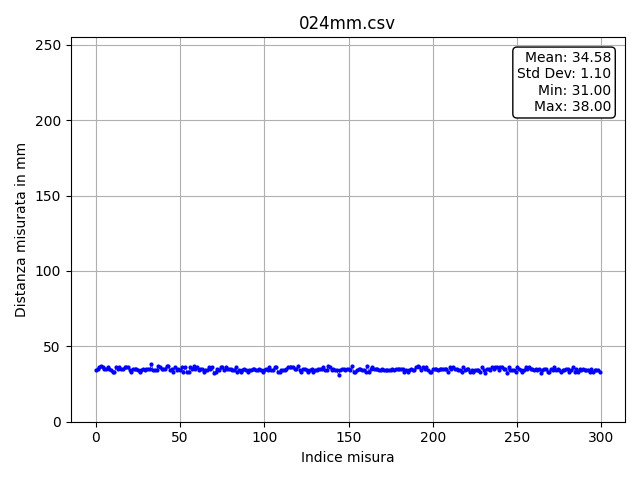 024mm.csv
Mean: 34.58
Std Dev: 1.10
Min: 31.00
Max: 38.00
Distanza misurata in mm
250
200
150
100
50
0
0 50 100 150 200 250 300
Indice misura